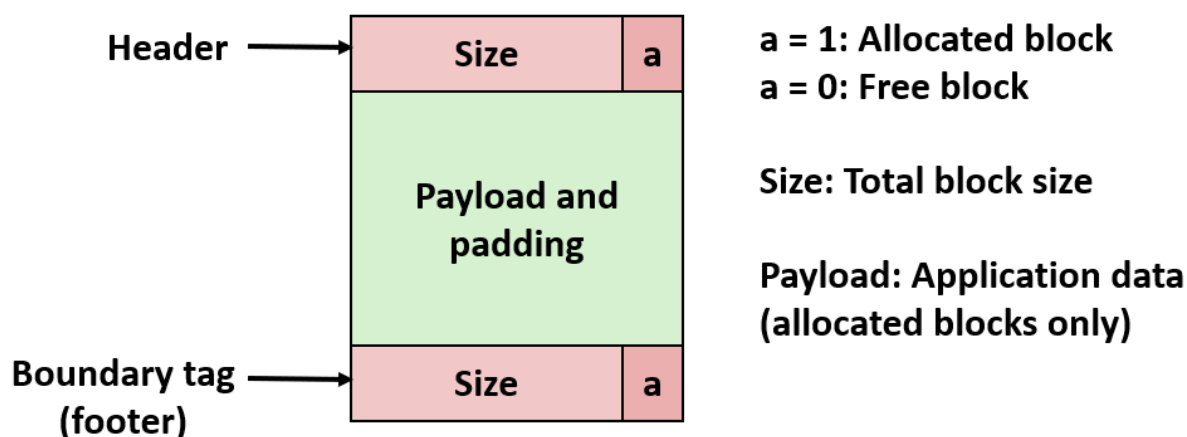 Header
Size
a
a = 1: Allocated block
a = 0: Free block
Payload and
padding
Size: Total block size
Payload: Application data
(allocated blocks only)
Boundary tag
(footer)
Size
a